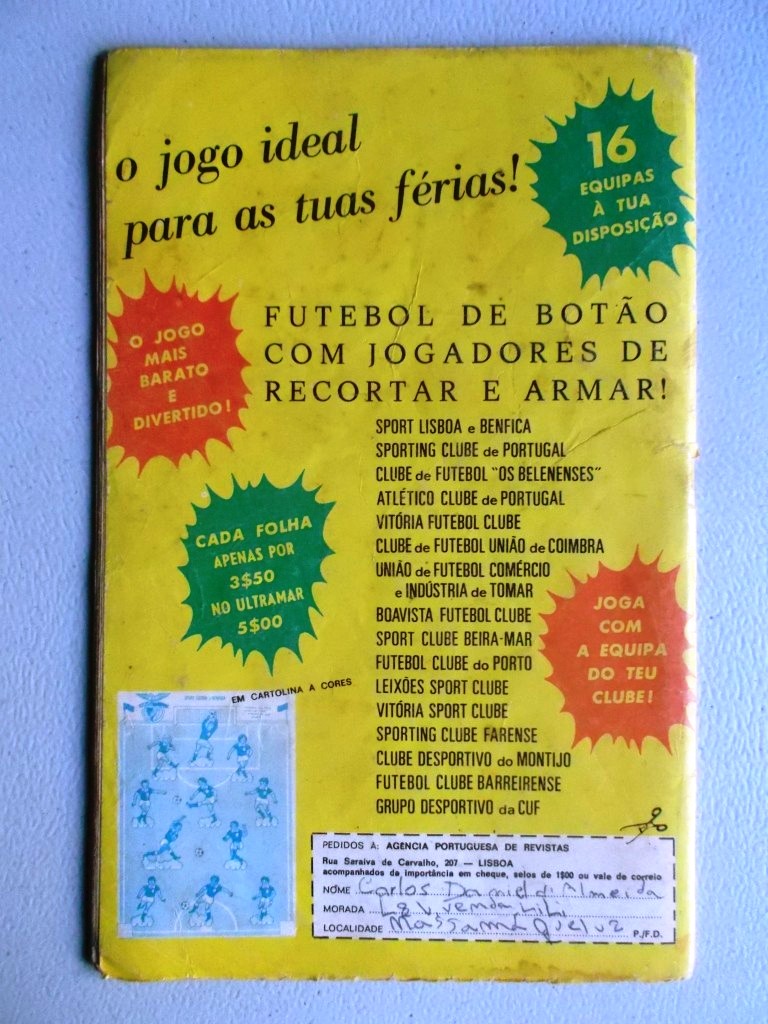 o jogo ideal
para as tuas férias!
16
EQUIPAS
À TUA
DISPOSIÇÃO
O JOGO
MAIS
BARATO
E
DIVERTIDO!
FUTEBOL DE BOTÃO
COM JOGADORES DE
RECORTAR E ARMAR!
SPORT LISBOA e BENFICA
SPORTING CLUBE de PORTUGAL
CLUBE de FUTEBOL "OS BELENENSES"
ATLÉTICO CLUBE de PORTUGAL
VITÓRIA FUTEBOL CLUBE
CLUBE de FUTEBOL UNIÃO de COIMBRA
UNIÃO de FUTEBOL COMÉRCIO
e INDÚSTRIA de TOMAR
BOAVISTA FUTEBOL CLUBE
SPORT CLUBE BEIRA-MAR
FUTEBOL CLUBE do PORTO
LEIXÕES SPORT CLUBE
VITÓRIA SPORT CLUBE
SPORTING CLUBE FARENSE
CLUBE DESPORTIVO do MONTIJO
FUTEBOL CLUBE BARREIRENSE
GRUPO DESPORTIVO da CUF
CADA FOLHA
APENAS POR
3$50
NO ULTRAMAR
5$00
JOGA
COM
A EQUIPA
DO TEU
CLUBE!
EM CARTOLINA A CORES
PEDIDOS À: AGENCIA PORTUGUESA DE REVISTAS
Rua Saraiva de Carvalho, 207 — LISBOA
acompanhados da importância em cheque, selos de 1$00 ou vale de correio
NOME Carlos Daniel d'Almeida
MORADA
LOCALIDADE Massamá Queluz
P.J.F.D.